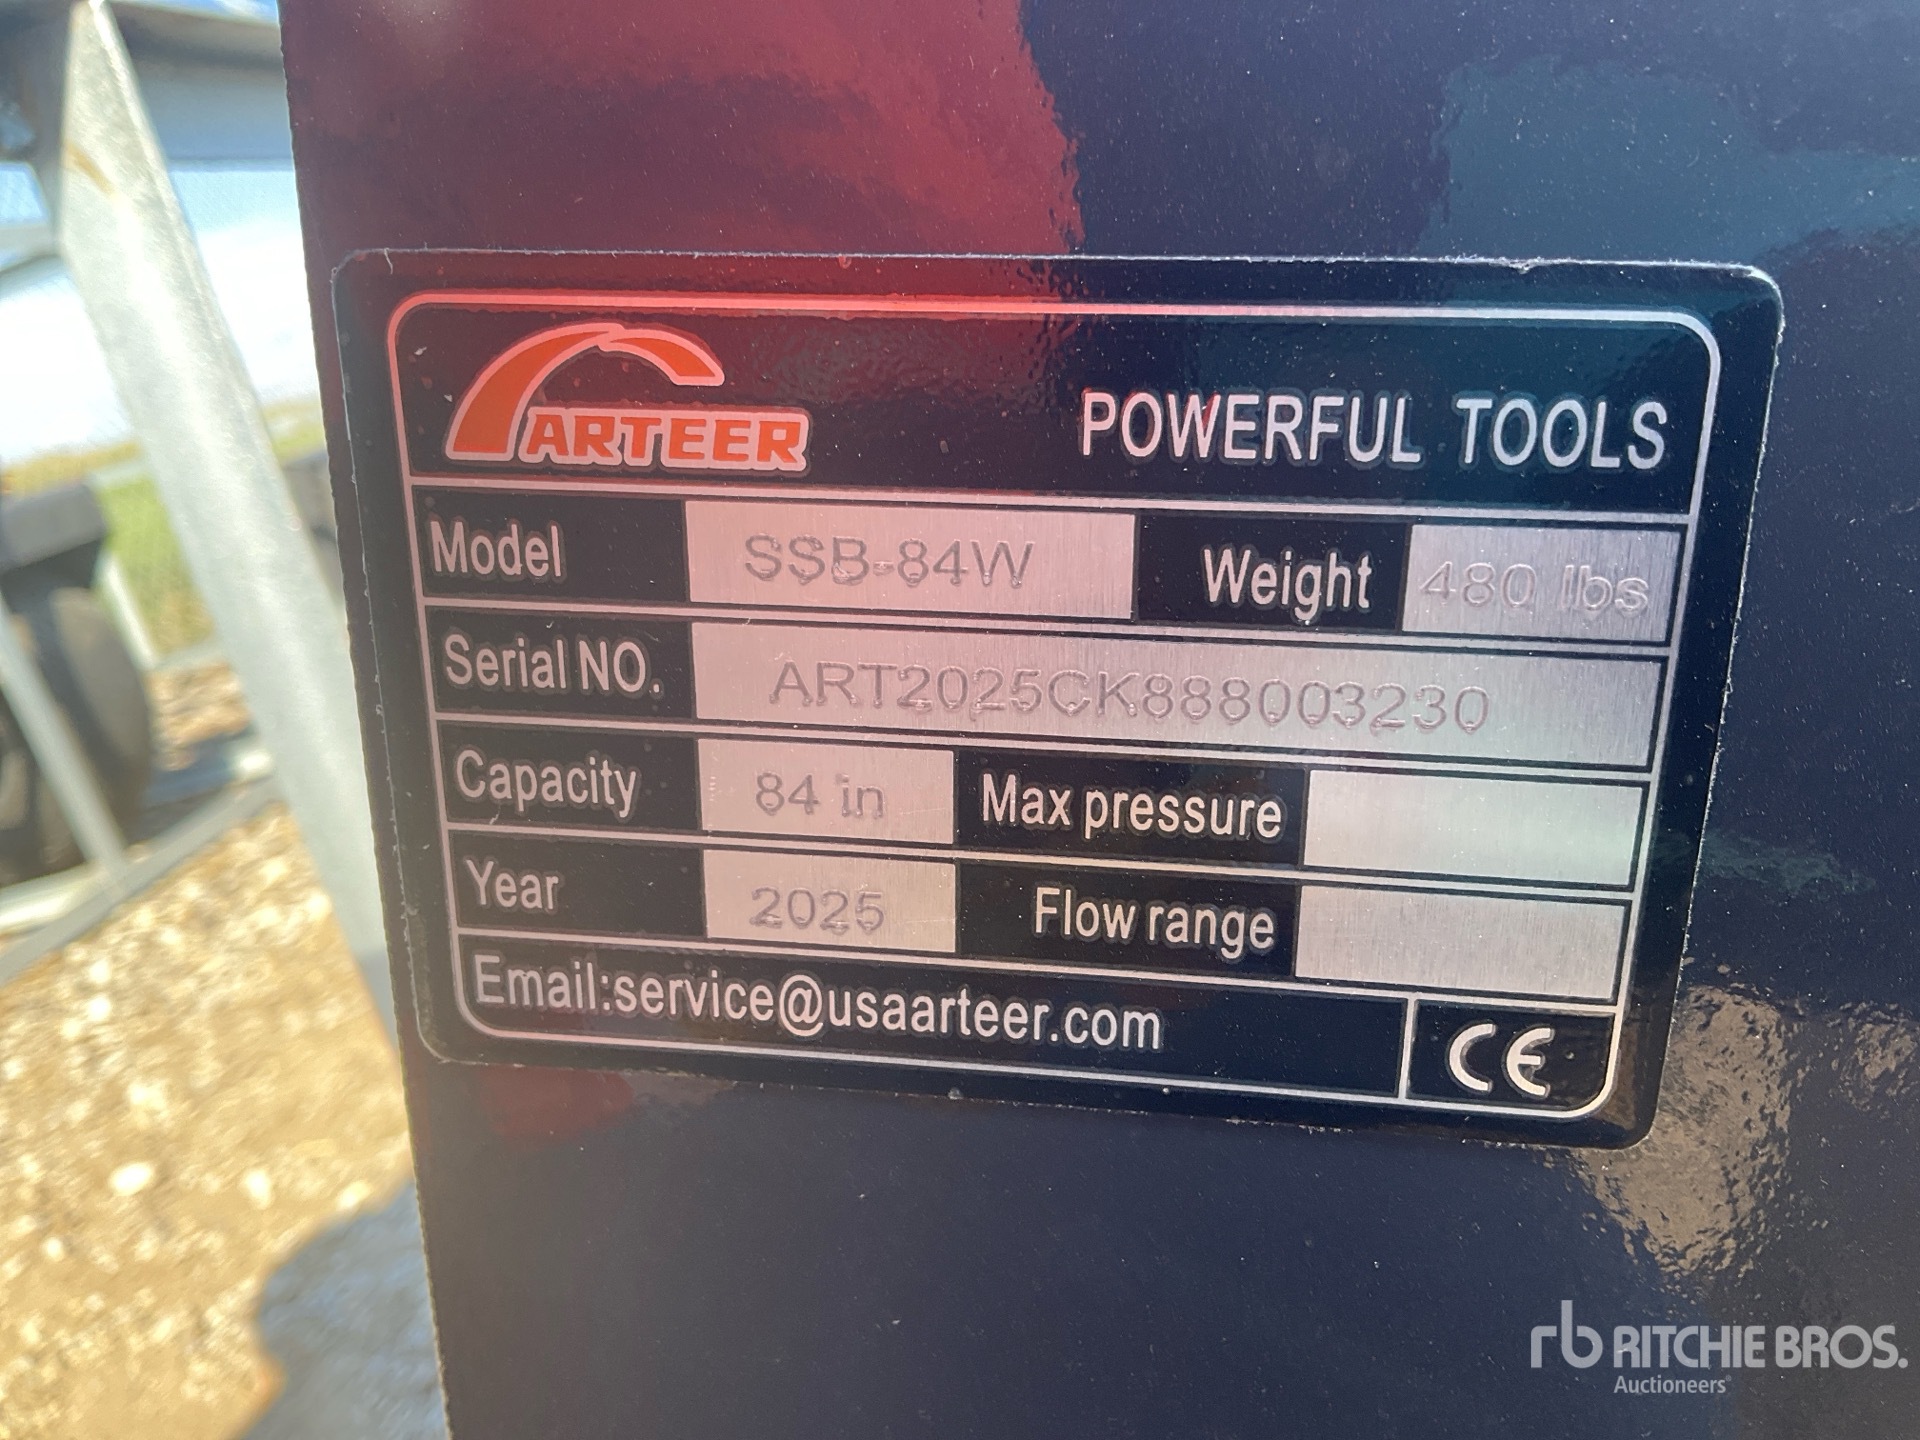 ARTEER
POWERFUL TOOLS
Model SSB-84W Weight 480 lbs
Serial NO. ART2025CK888003230
Capacity 84 in Max pressure
Year 2025 Flow range
Email:service@usaarteer.com CE
rb RITCHIE BROS.
Auctioneers